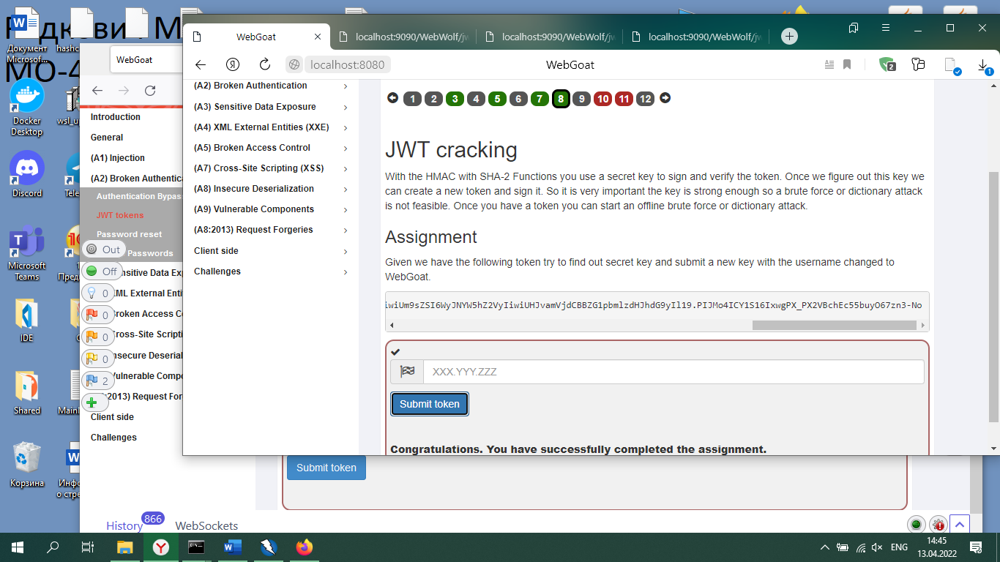 WebGoat
localhost:9090/WebWolf/jw
localhost:9090/WebWolf/jw
localhost:9090/WebWolf/jw
localhost:8080
WebGoat
2
1
(A2) Broken Authentication
(A3) Sensitive Data Exposure
(A4) XML External Entities (XXE)
(A5) Broken Access Control
(A7) Cross-Site Scripting (XSS)
(A8) Insecure Deserialization
(A9) Vulnerable Components
(A8:2013) Request Forgeries
Client side
Challenges
1 2 3 4 5 6 7 8 9 10 11 12
JWT cracking
With the HMAC with SHA-2 Functions you use a secret key to sign and verify the token. Once we figure out this key we
can create a new token and sign it. So it is very important the key is strong enough so a brute force or dictionary attack
is not feasible. Once you have a token you can start an offline brute force or dictionary attack.
Assignment
Given we have the following token try to find out secret key and submit a new key with the username changed to
WebGoat.
iwiUm9sZSI6WyJNYW5hZ2VyIiwiUHJvamVjdCBBZG1pbmlzdHJhdG9yIl19.PIJMo4ICY1S16IxwgPX_PX2VBchEc55buyO67zn3-No
XXX.YYY.ZZZ
Submit token
Congratulations. You have successfully completed the assignment.
WebGoat
Introduction
General
(A1) Injection
(A2) Broken Authentica
Authentication Bypas
JWT tokens
Password reset
Passwords
nsitive Data Exp
XML External Enti
Broken Access Co
Cross-Site Scripti
nsecure Deserial
Vulnerable Compo
:2013) Request For
Client side
Challenges
Out
Off
0
0
0
0
2
Submit token
History 866 WebSockets
Документ
Microsof...
hashc
Docker
Desktop
wsl_up
Discord
Tele
Microsoft
Teams
1
Пред
IDE
Shared
Mainl
Корзина
Инфо
о стре
МО-4
ENG
14:45
13.04.2022